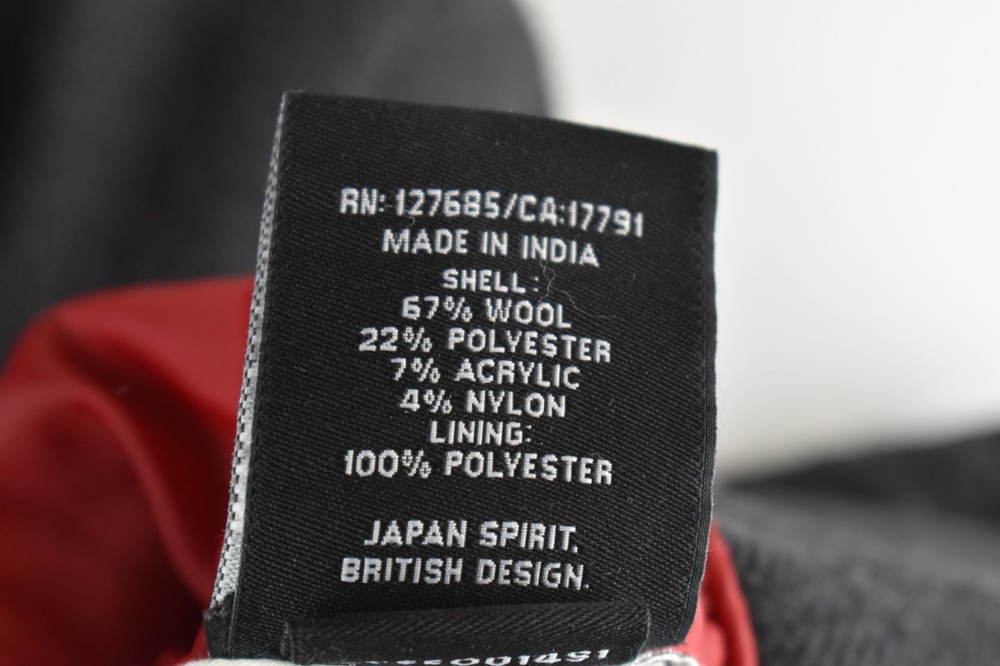 RN: 127685/CA:17791
MADE IN INDIA
SHELL:
67% WOOL
22% POLYESTER
7% ACRYLIC
4% NYLON
LINING:
100% POLYESTER
JAPAN SPIRIT.
BRITISH DESIGN.